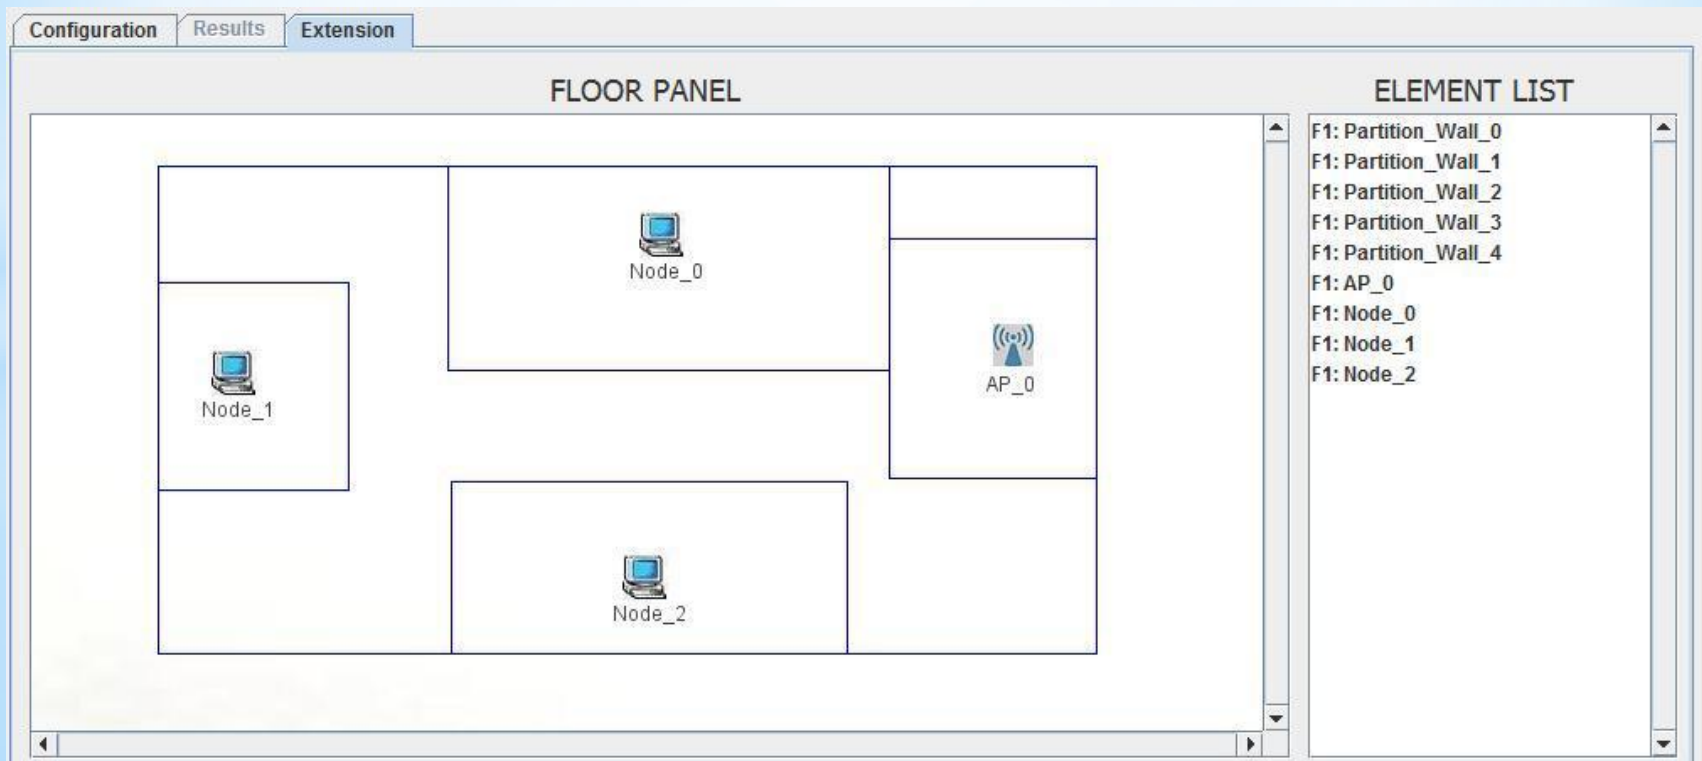 Configuration Results Extension
FLOOR PANEL
Node_0
Node_1
AP_0
Node_2
ELEMENT LIST
F1: Partition_Wall_0
F1: Partition_Wall_1
F1: Partition_Wall_2
F1: Partition_Wall_3
F1: Partition_Wall_4
F1: AP_0
F1: Node_0
F1: Node_1
F1: Node_2